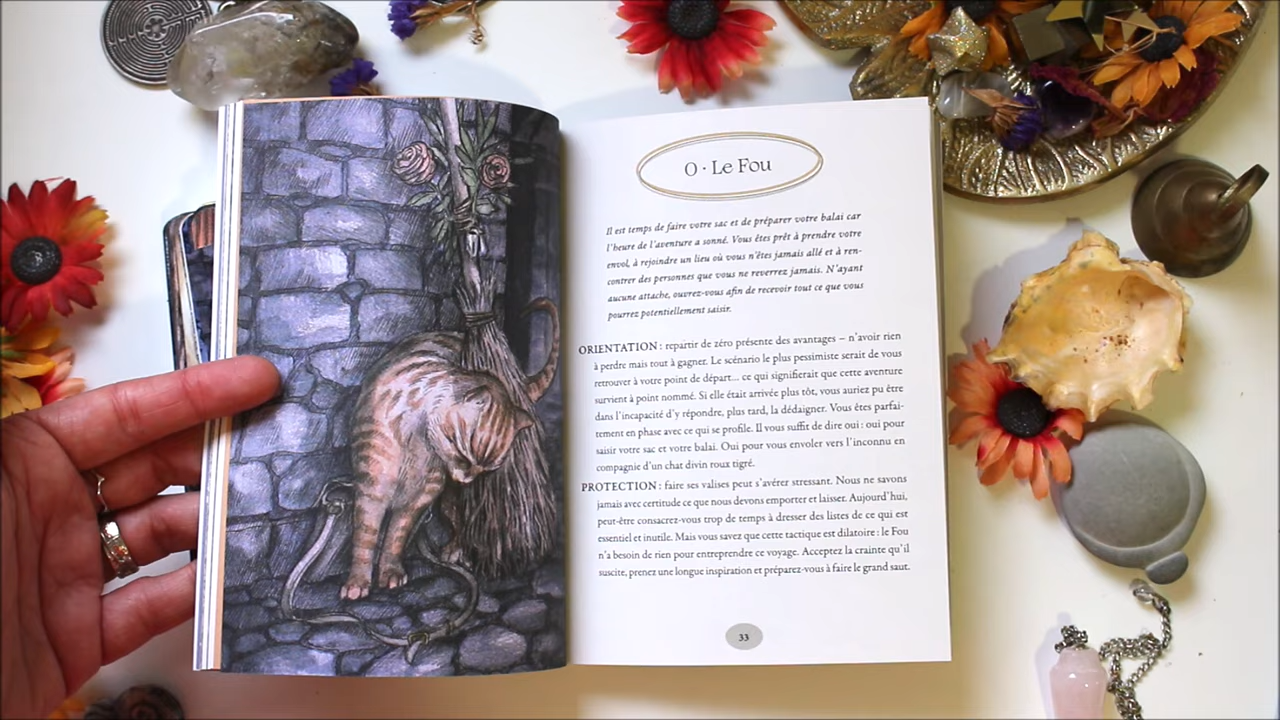 0 · Le Fou
Il est temps de faire votre sac et de préparer votre balai car
l'heure de l'aventure a sonné. Vous êtes prêt à prendre votre
envol, à rejoindre un lieu où vous n'êtes jamais allé et à ren-
contrer des personnes que vous ne reverrez jamais. N'ayant
aucune attache, ouvrez-vous afin de recevoir tout ce que vous
pourrez potentiellement saisir.
ORIENTATION : repartir de zéro présente des avantages – n'avoir rien
à perdre mais tout à gagner. Le scénario le plus pessimiste serait de vous
retrouver à votre point de départ... ce qui signifierait que cette aventure
survient à point nommé. Si elle était arrivée plus tôt, vous auriez pu être
dans l'incapacité d'y répondre, plus tard, la dédaigner. Vous êtes parfai-
tement en phase avec ce qui se profile. Il vous suffit de dire oui : oui pour
saisir votre sac et votre balai. Oui pour vous envoler vers l'inconnu en
compagnie d'un chat divin roux tigré.
PROTECTION : faire ses valises peut s'avérer stressant. Nous ne savons
jamais avec certitude ce que nous devons emporter et laisser. Aujourd'hui,
peut-être consacrez-vous trop de temps à dresser des listes de ce qui est
essentiel et inutile. Mais vous savez que cette tactique est dilatoire : le Fou
n'a besoin de rien pour entreprendre ce voyage. Acceptez la crainte qu'il
suscite, prenez une longue inspiration et préparez-vous à faire le grand saut.
33